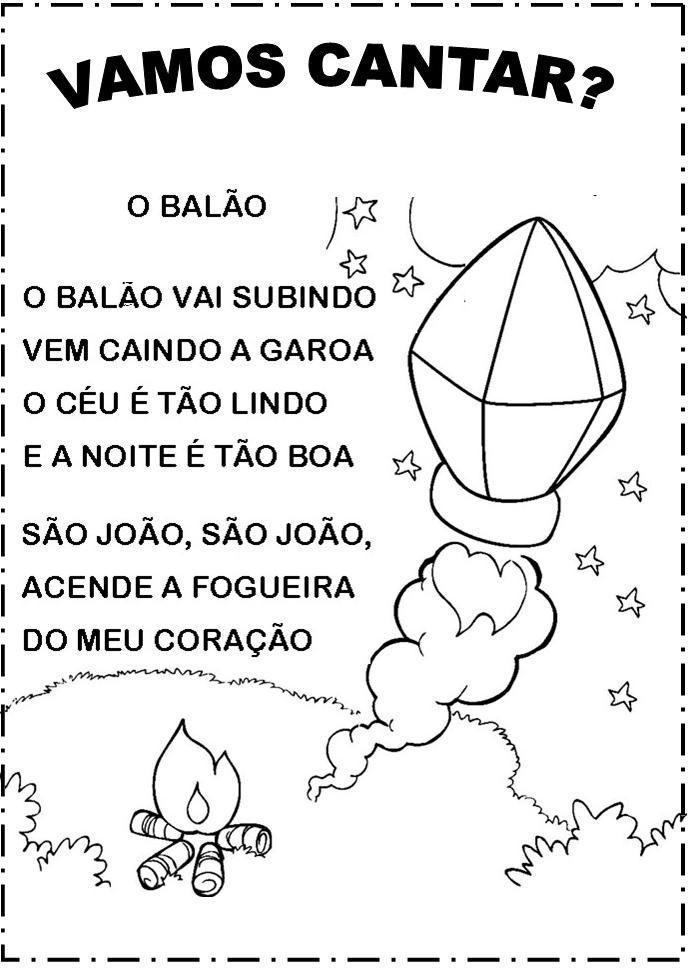 VAMOS CANTAR?
O BALÃO
O BALÃO VAI SUBINDO
VEM CAINDO A GAROA
O CÉU É TÃO LINDO
E A NOITE É TÃO BOA
SÃO JOÃO, SÃO JOÃO,
ACENDE A FOGUEIRA
DO MEU CORAÇÃO